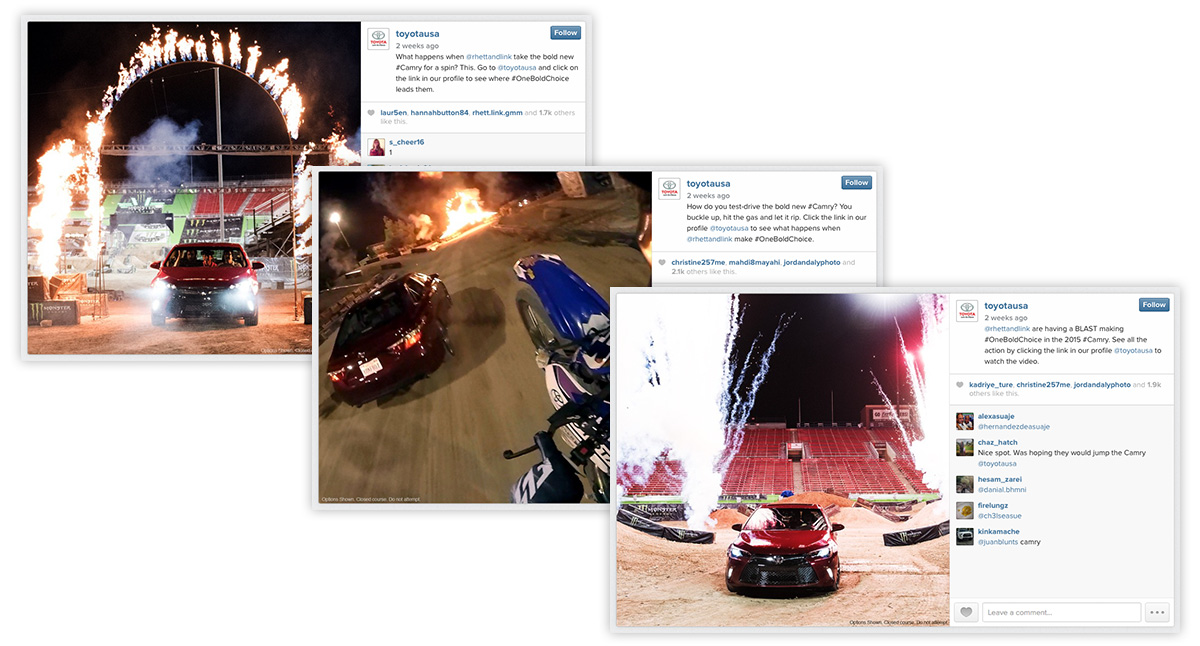 toyotausa
Follow
2 weeks ago
What happens when @rhettandlink take the bold new
#Camry for a spin? This. Go to @toyotausa and click on
the link in our profile to see where #OneBoldChoice
leads them.
laur5en, hannahbutton84, rhett.link.gmm and 1.7k others
like this.
s_cheer16
1
TOYOTA
MONSTER
Options Shown. Closed
toyotausa
Follow
2 weeks ago
How do you test-drive the bold new #Camry? You
buckle up, hit the gas and let it rip. Click the link in our
profile @toyotausa to see what happens when
@rhettandlink make #OneBoldChoice.
christine257me, mahdi8mayahi, jordandalyphoto and
2.1k others like this.
TOYOTA
Options Shown. Closed course. Do not attempt.
toyotausa
Follow
2 weeks ago
@rhettandlink are having a BLAST making
#OneBoldChoice in the 2015 #Camry. See all the
action by clicking the link in our profile @toyotausa to
watch the video.
kadriye_ture, christine257me, jordandalyphoto and 1.9k
others like this.
alexasuaje
@hernandezdeasuaje
chaz_hatch
Nice spot. Was hoping they would jump the Camry
@toyotausa
hesam_zarei
@danial.bhmni
firelungz
@ch3lseasue
kinkamache
@juanblunts camry
Leave a comment...
TOYOTA
MONSTER
Options Shown. Closed course. Do not attempt.